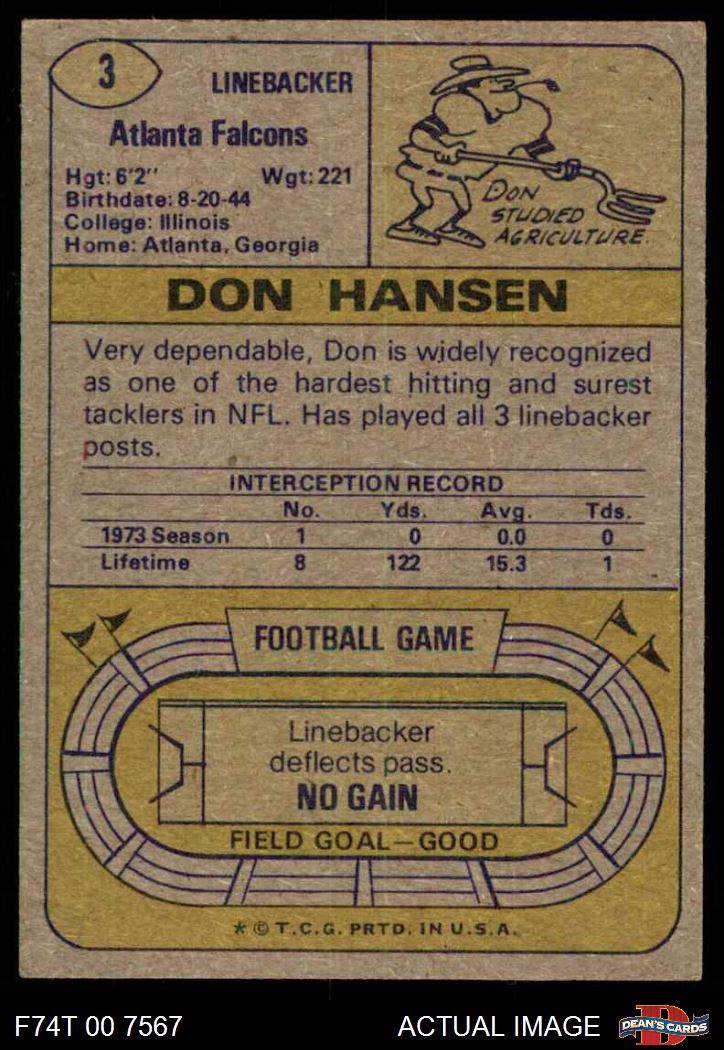 3
LINEBACKER
Atlanta Falcons
Hgt: 6'2" Wgt: 221
Birthdate: 8-20-44
College: Illinois
Home: Atlanta, Georgia
DON
STUDIED
AGRICULTURE.
DON HANSEN
Very dependable, Don is widely recognized
as one of the hardest hitting and surest
tacklers in NFL. Has played all 3 linebacker
posts.
INTERCEPTION RECORD
No. Yds. Avg. Tds.
1973 Season 1 0 0.0 0
Lifetime 8 122 15.3 1
FOOTBALL GAME
Linebacker
deflects pass.
NO GAIN
FIELD GOAL—GOOD
* © T.C.G. PRTD. IN U.S.A.
F74T 00 7567 ACTUAL IMAGE
D
DEAN'S CARDS